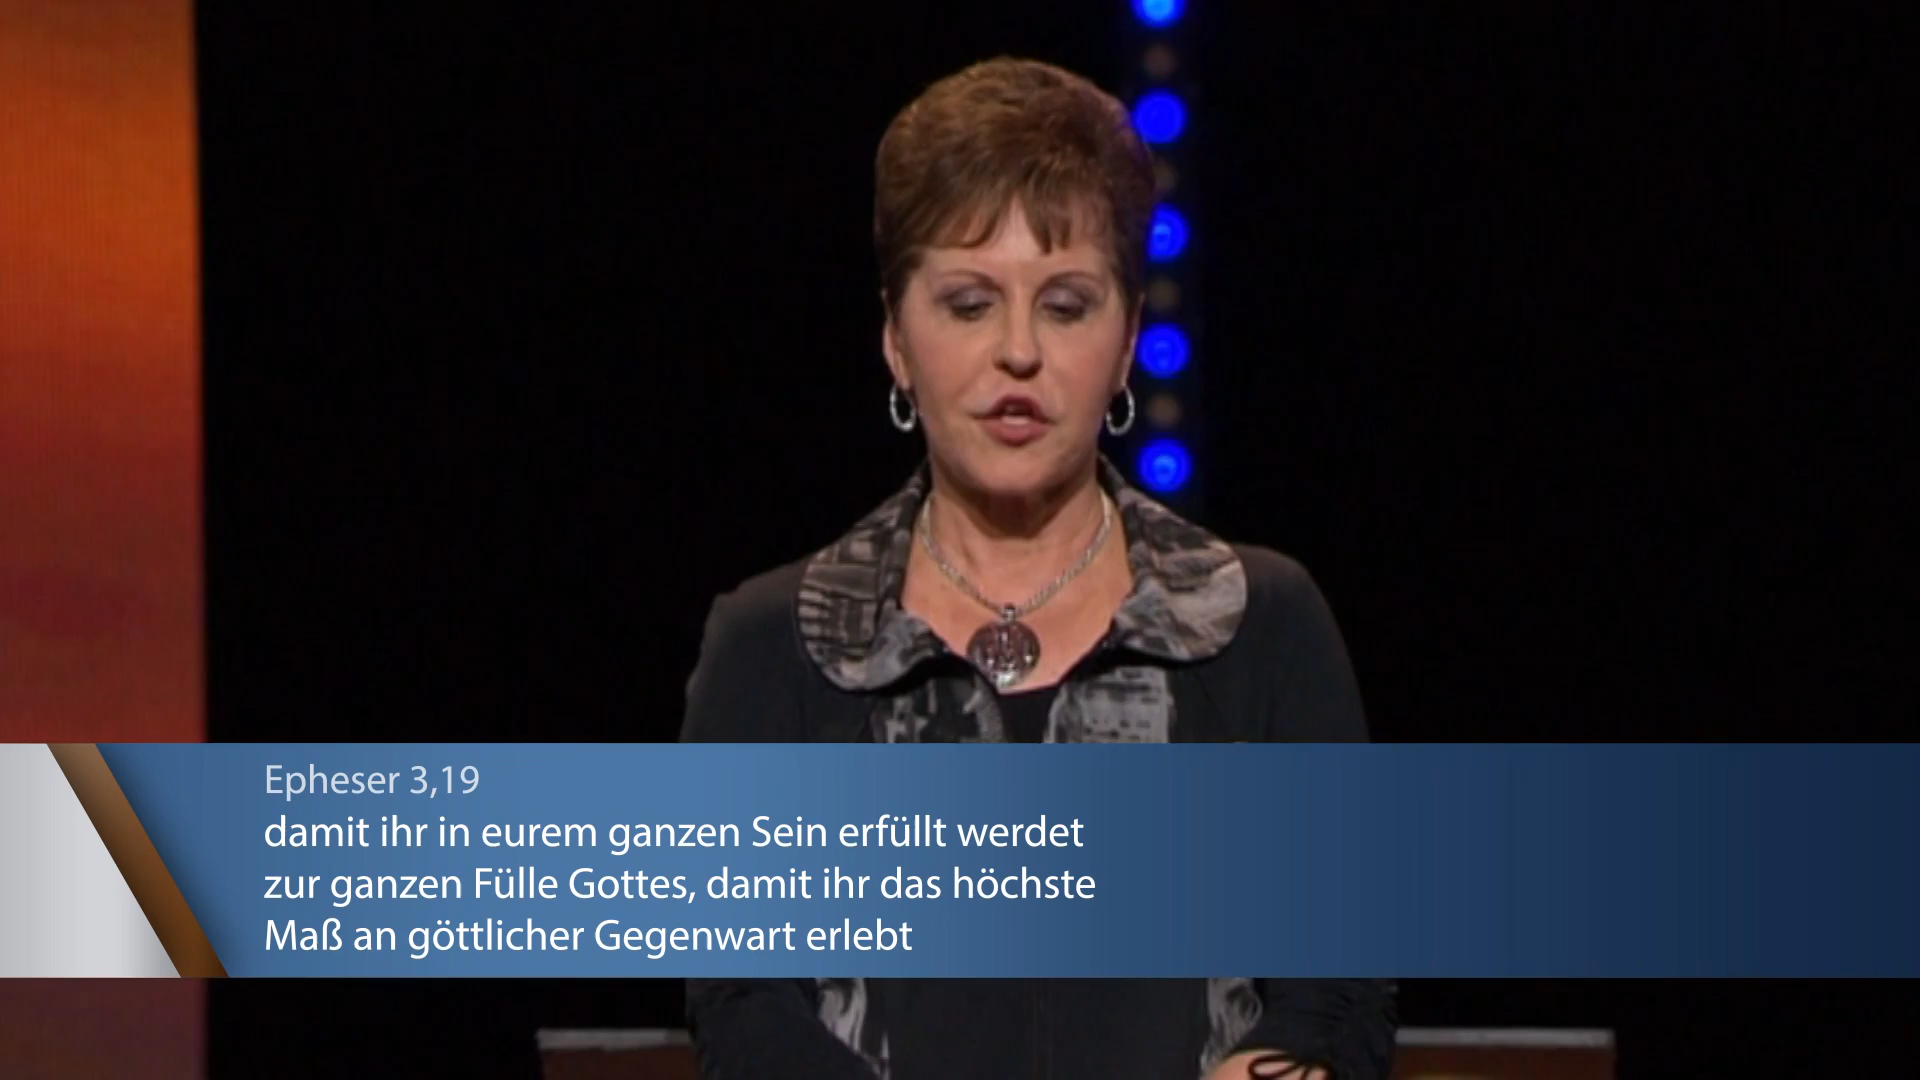 Epheser 3,19
damit ihr in eurem ganzen Sein erfüllt werdet
zur ganzen Fülle Gottes, damit ihr das höchste
Maß an göttlicher Gegenwart erlebt